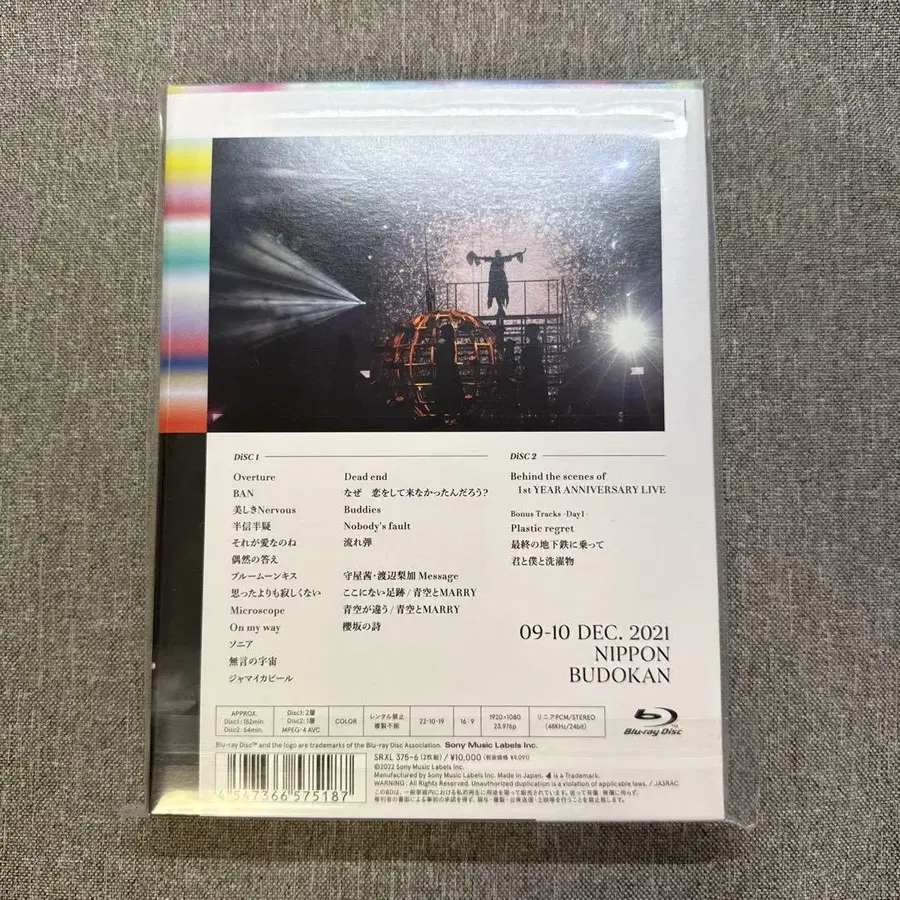 DiSC 1
Overture
BAN
美しきNervous
半信半疑
それが愛なのね
偶然の答え
ブルームーンキス
思ったよりも寂しくない
Microscope
On my way
ソニア
無言の宇宙
ジャマイカビール
Dead end
なぜ 恋をして来なかったんだろう?
Buddies
Nobody's fault
流れ弾
守屋茜・渡辺梨加 Message
ここにない足跡 / 青空とMARRY
青空が違う / 青空とMARRY
櫻坂の詩
DiSC 2
Behind the scenes of
1st YEAR ANNIVERSARY LIVE
Bonus Tracks -Day1-
Plastic regret
最終の地下鉄に乗って
君と僕と洗濯物
09-10 DEC. 2021
NIPPON
BUDOKAN
APPROX.
Disc1: 152min.
Disc2: 54min.
Disc1: 2層
Disc2: 1層
MPEG-4 AVC
COLOR
レンタル禁止
複製不能
22・10・19
16:9
1920×1080
23.976p
リニアPCM/STEREO
(48KHz/24bit)
Blu-ray Disc
Blu-ray Disc™ and the logo are trademarks of the Blu-ray Disc Association. Sony Music Labels Inc.
SRXL 375-6 (2枚組) / ¥10,000 (税抜価格 ¥9,091)
©2022 Sony Music Labels Inc.
Manufactured by Sony Music Labels Inc. Made in Japan. is a Trademark.
WARNING: All Rights Reserved. Unauthorized duplication is a violation of applicable laws. / JASRAC
4 547366 575187